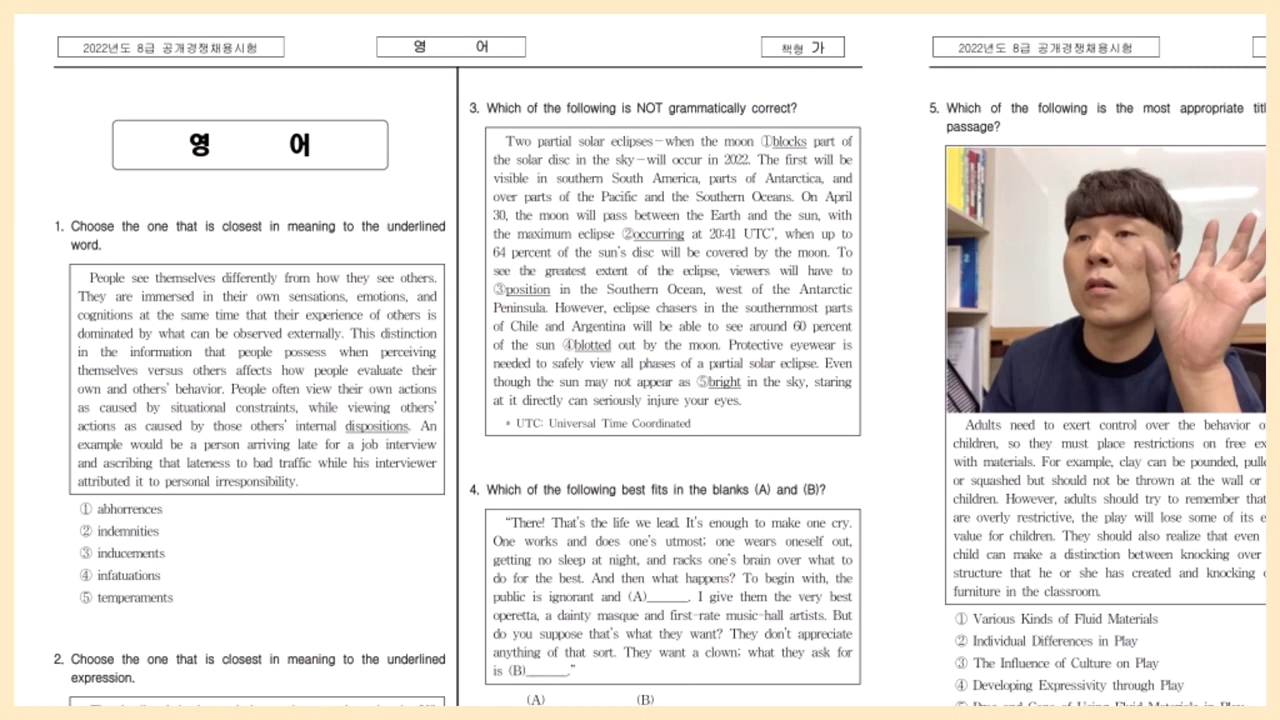 2022년도 8급 공개경쟁채용시험
영 어
책형 가
영 어
1. Choose the one that is closest in meaning to the underlined
word.
People see themselves differently from how they see others.
They are immersed in their own sensations, emotions, and
cognitions at the same time that their experience of others is
dominated by what can be observed externally. This distinction
in the information that people possess when perceiving
themselves versus others affects how people evaluate their
own and others' behavior. People often view their own actions
as caused by situational constraints, while viewing others'
actions as caused by those others' internal dispositions. An
example would be a person arriving late for a job interview
and ascribing that lateness to bad traffic while his interviewer
attributed it to personal irresponsibility.
① abhorrences
② indemnities
③ inducements
④ infatuations
⑤ temperaments
2. Choose the one that is closest in meaning to the underlined
expression.
3. Which of the following is NOT grammatically correct?
Two partial solar eclipses－when the moon ①blocks part of
the solar disc in the sky－will occur in 2022. The first will be
visible in southern South America, parts of Antarctica, and
over parts of the Pacific and the Southern Oceans. On April
30, the moon will pass between the Earth and the sun, with
the maximum eclipse ②occurring at 20:41 UTC*, when up to
64 percent of the sun's disc will be covered by the moon. To
see the greatest extent of the eclipse, viewers will have to
③position in the Southern Ocean, west of the Antarctic
Peninsula. However, eclipse chasers in the southernmost parts
of Chile and Argentina will be able to see around 60 percent
of the sun ④blotted out by the moon. Protective eyewear is
needed to safely view all phases of a partial solar eclipse. Even
though the sun may not appear as ⑤bright in the sky, staring
at it directly can seriously injure your eyes.
* UTC: Universal Time Coordinated
4. Which of the following best fits in the blanks (A) and (B)?
"There! That's the life we lead. It's enough to make one cry.
One works and does one's utmost; one wears oneself out,
getting no sleep at night, and racks one's brain over what to
do for the best. And then what happens? To begin with, the
public is ignorant and (A)______. I give them the very best
operetta, a dainty masque and first-rate music-hall artists. But
do you suppose that's what they want? They don't appreciate
anything of that sort. They want a clown; what they ask for
is (B)______."
(A) (B)
2022년도 8급 공개경쟁채용시험
5. Which of the following is the most appropriate
passage?
Adults need to exert control over the behavior
children, so they must place restrictions on free
with materials. For example, clay can be pounded,
or squashed but should not be thrown at the wall or
children. However, adults should try to remember
are overly restrictive, the play will lose some of its
value for children. They should also realize that even
child can make a distinction between knocking over
structure that he or she has created and knocking
furniture in the classroom.
① Various Kinds of Fluid Materials
② Individual Differences in Play
③ The Influence of Culture on Play
④ Developing Expressivity through Play